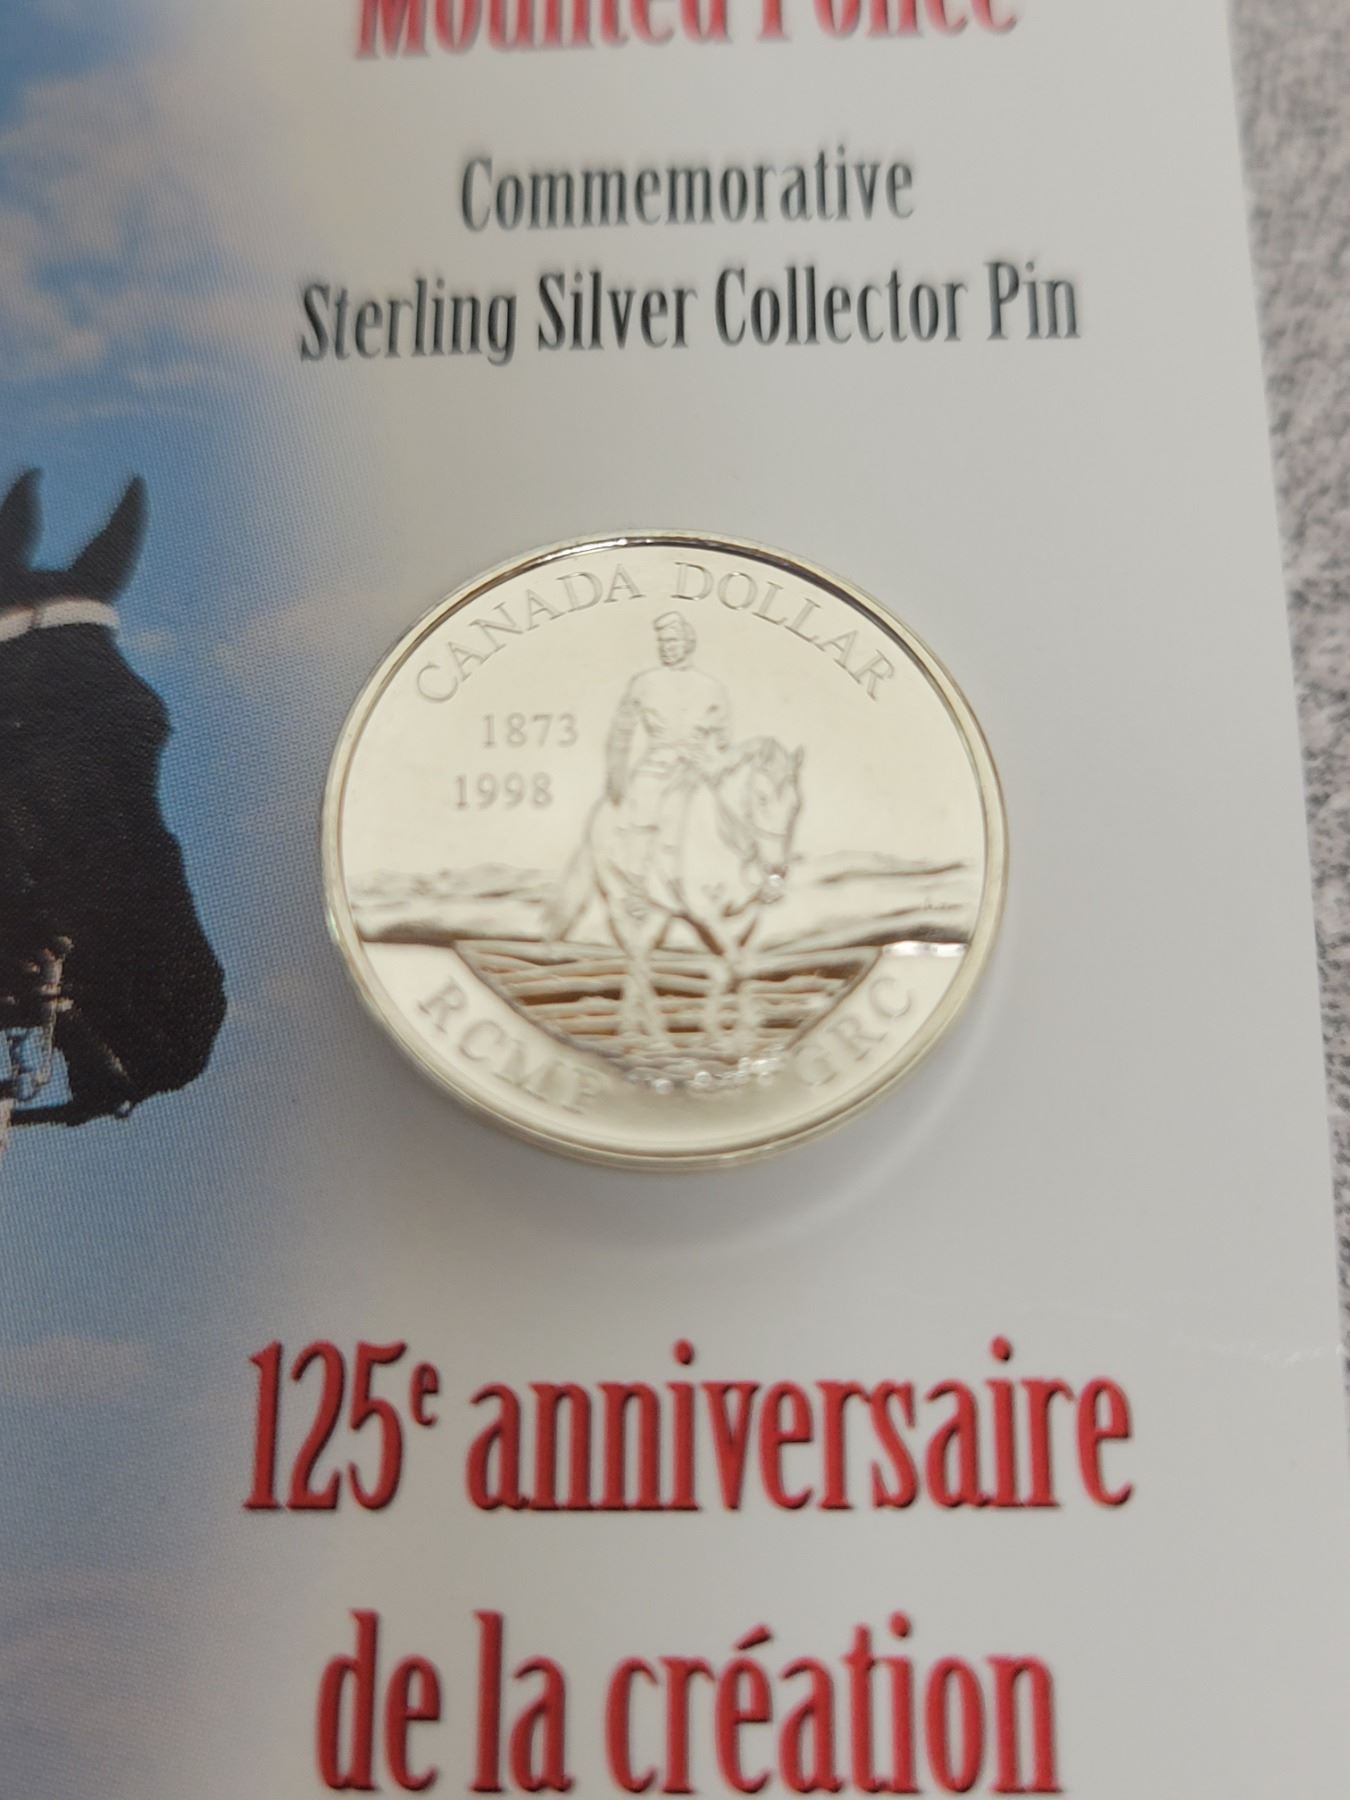 Mounted Police
Commemorative
Sterling Silver Collector Pin
CANADA DOLLAR
1873
1998
RCMP GRC
125e anniversaire
de la création